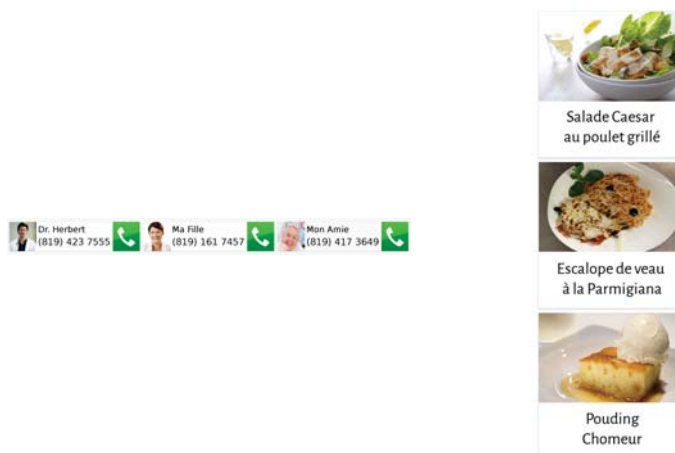 Dr. Herbert
(819) 423 7555
Ma Fille
(819) 161 7457
Mon Amie
(819) 417 3649
Salade Caesar
au poulet grillé
Escalope de veau
à la Parmigiana
Pouding
Chomeur